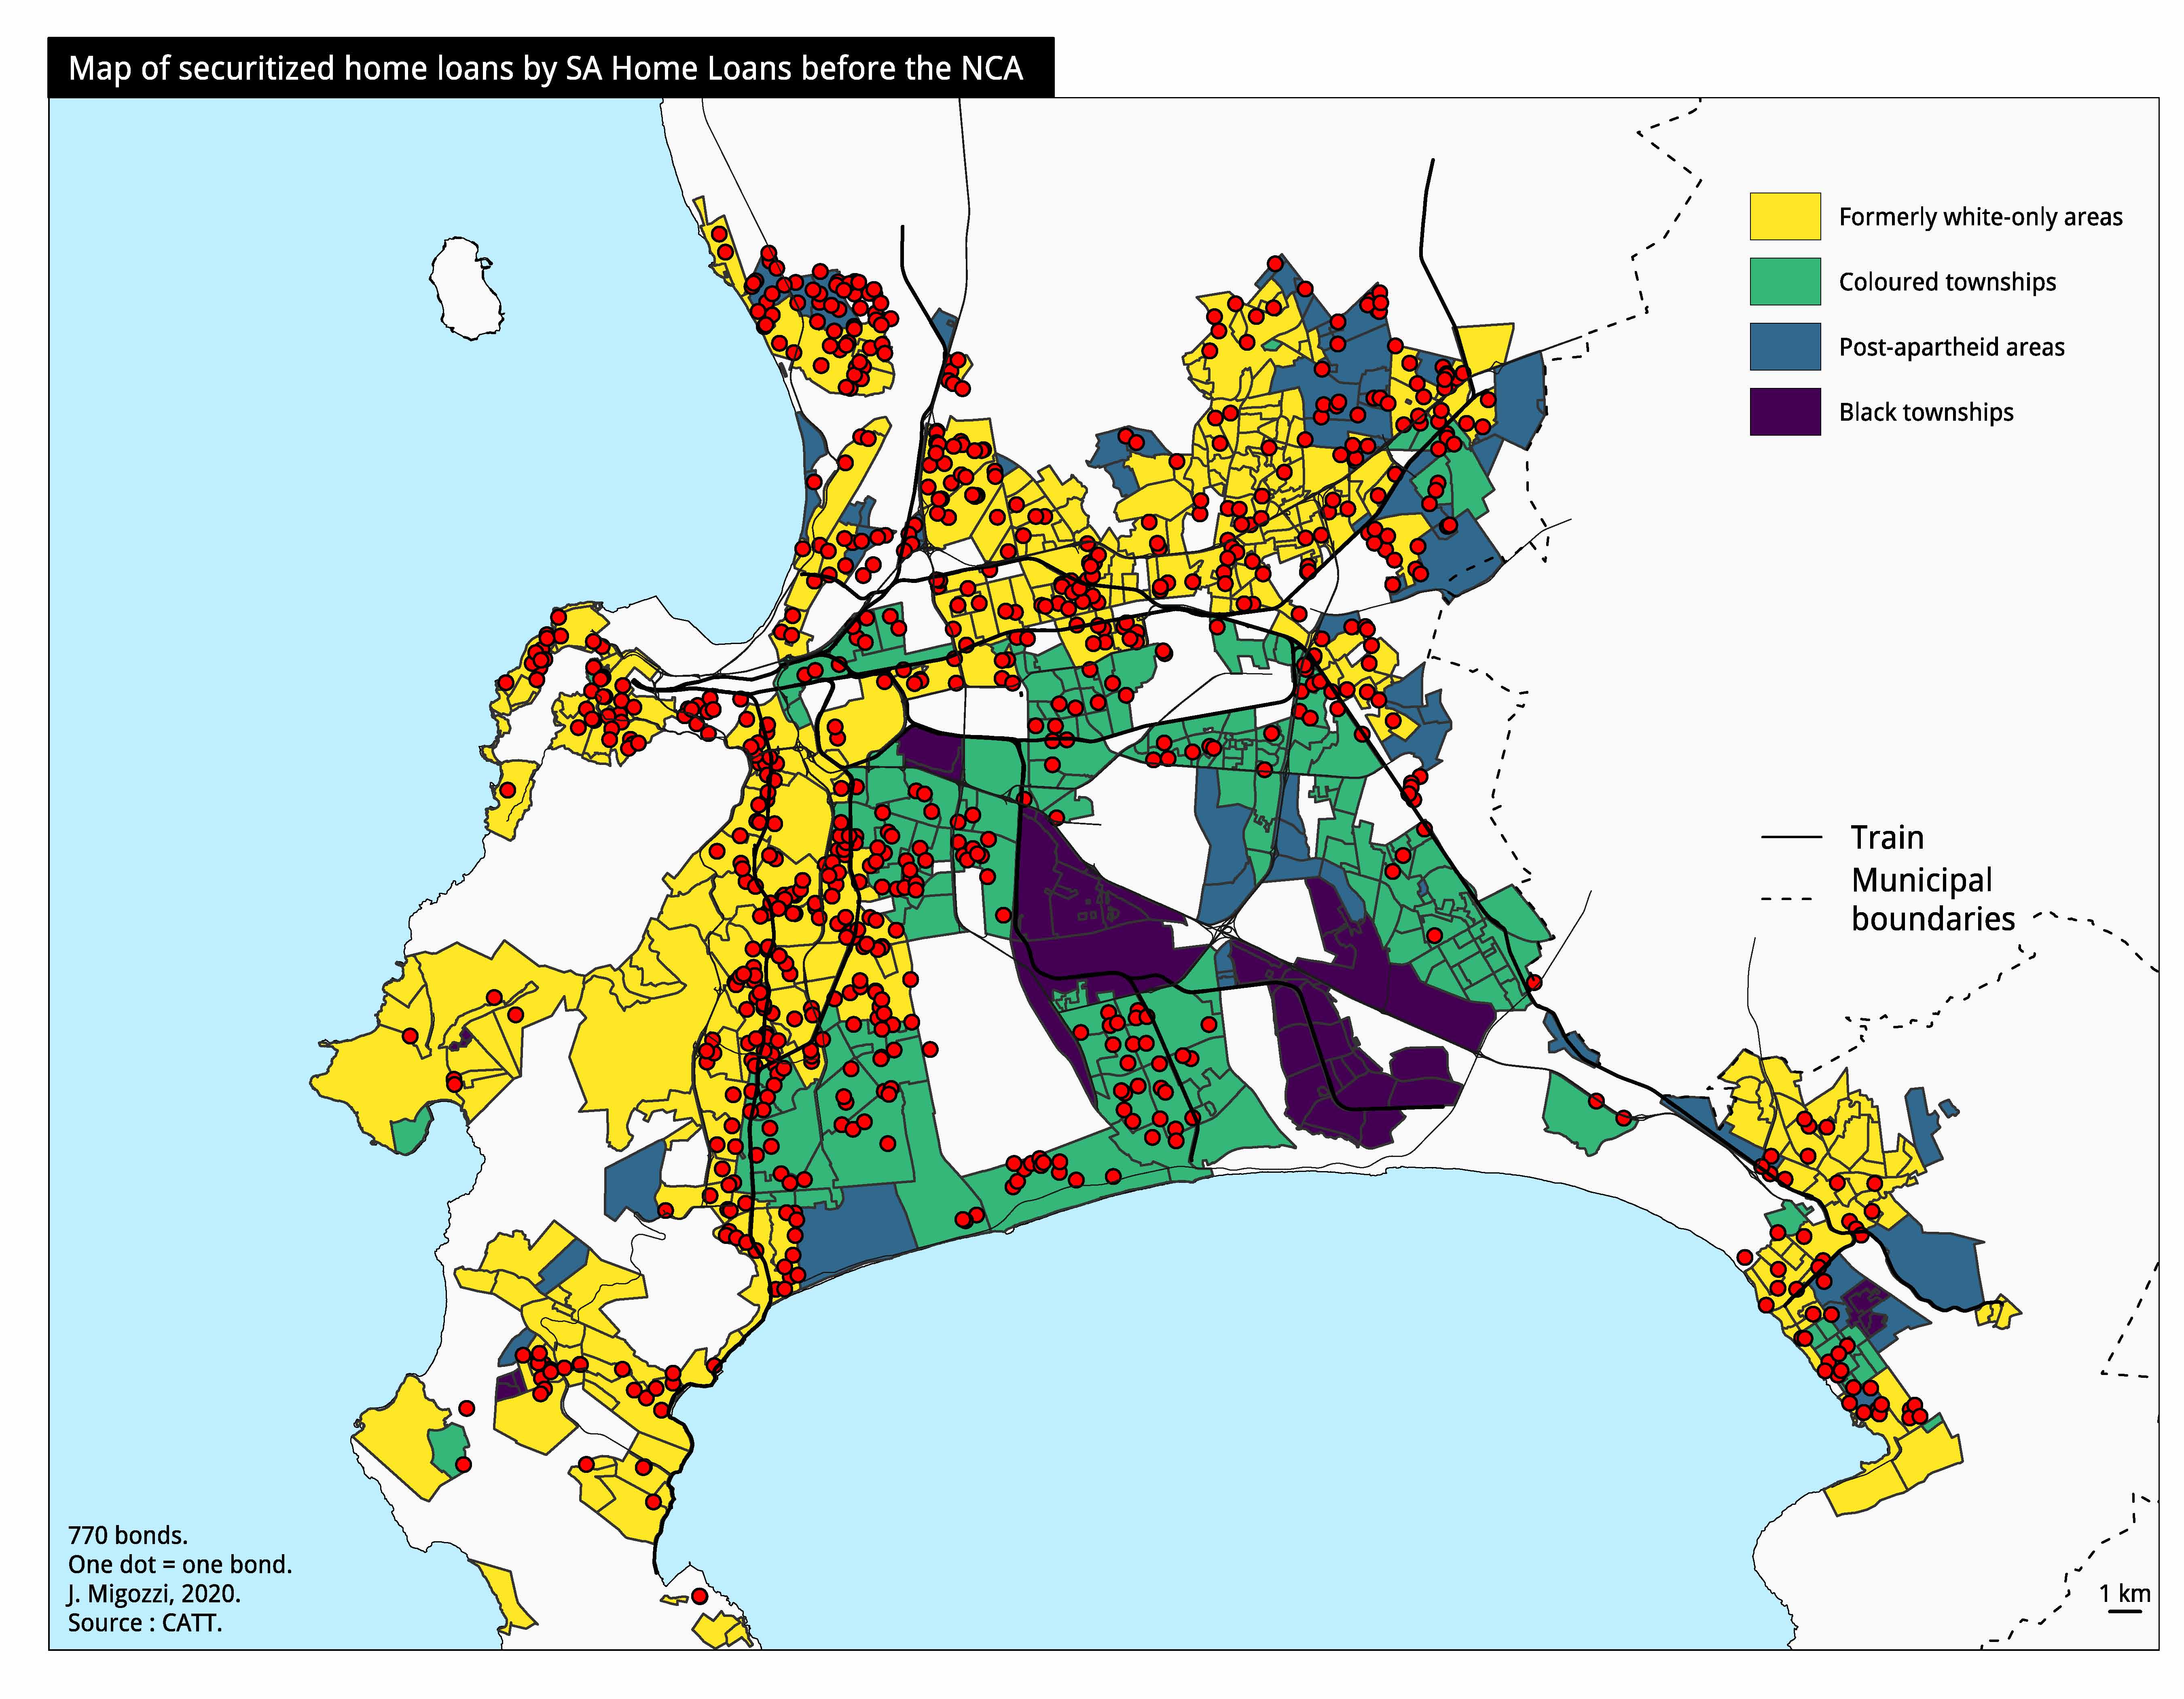 Map of securitized home loans by SA Home Loans before the NCA
Formerly white-only areas
Coloured townships
Post-apartheid areas
Black townships
Train
Municipal
boundaries
770 bonds.
One dot = one bond.
J. Migozzi, 2020.
Source : CATT.
1 km